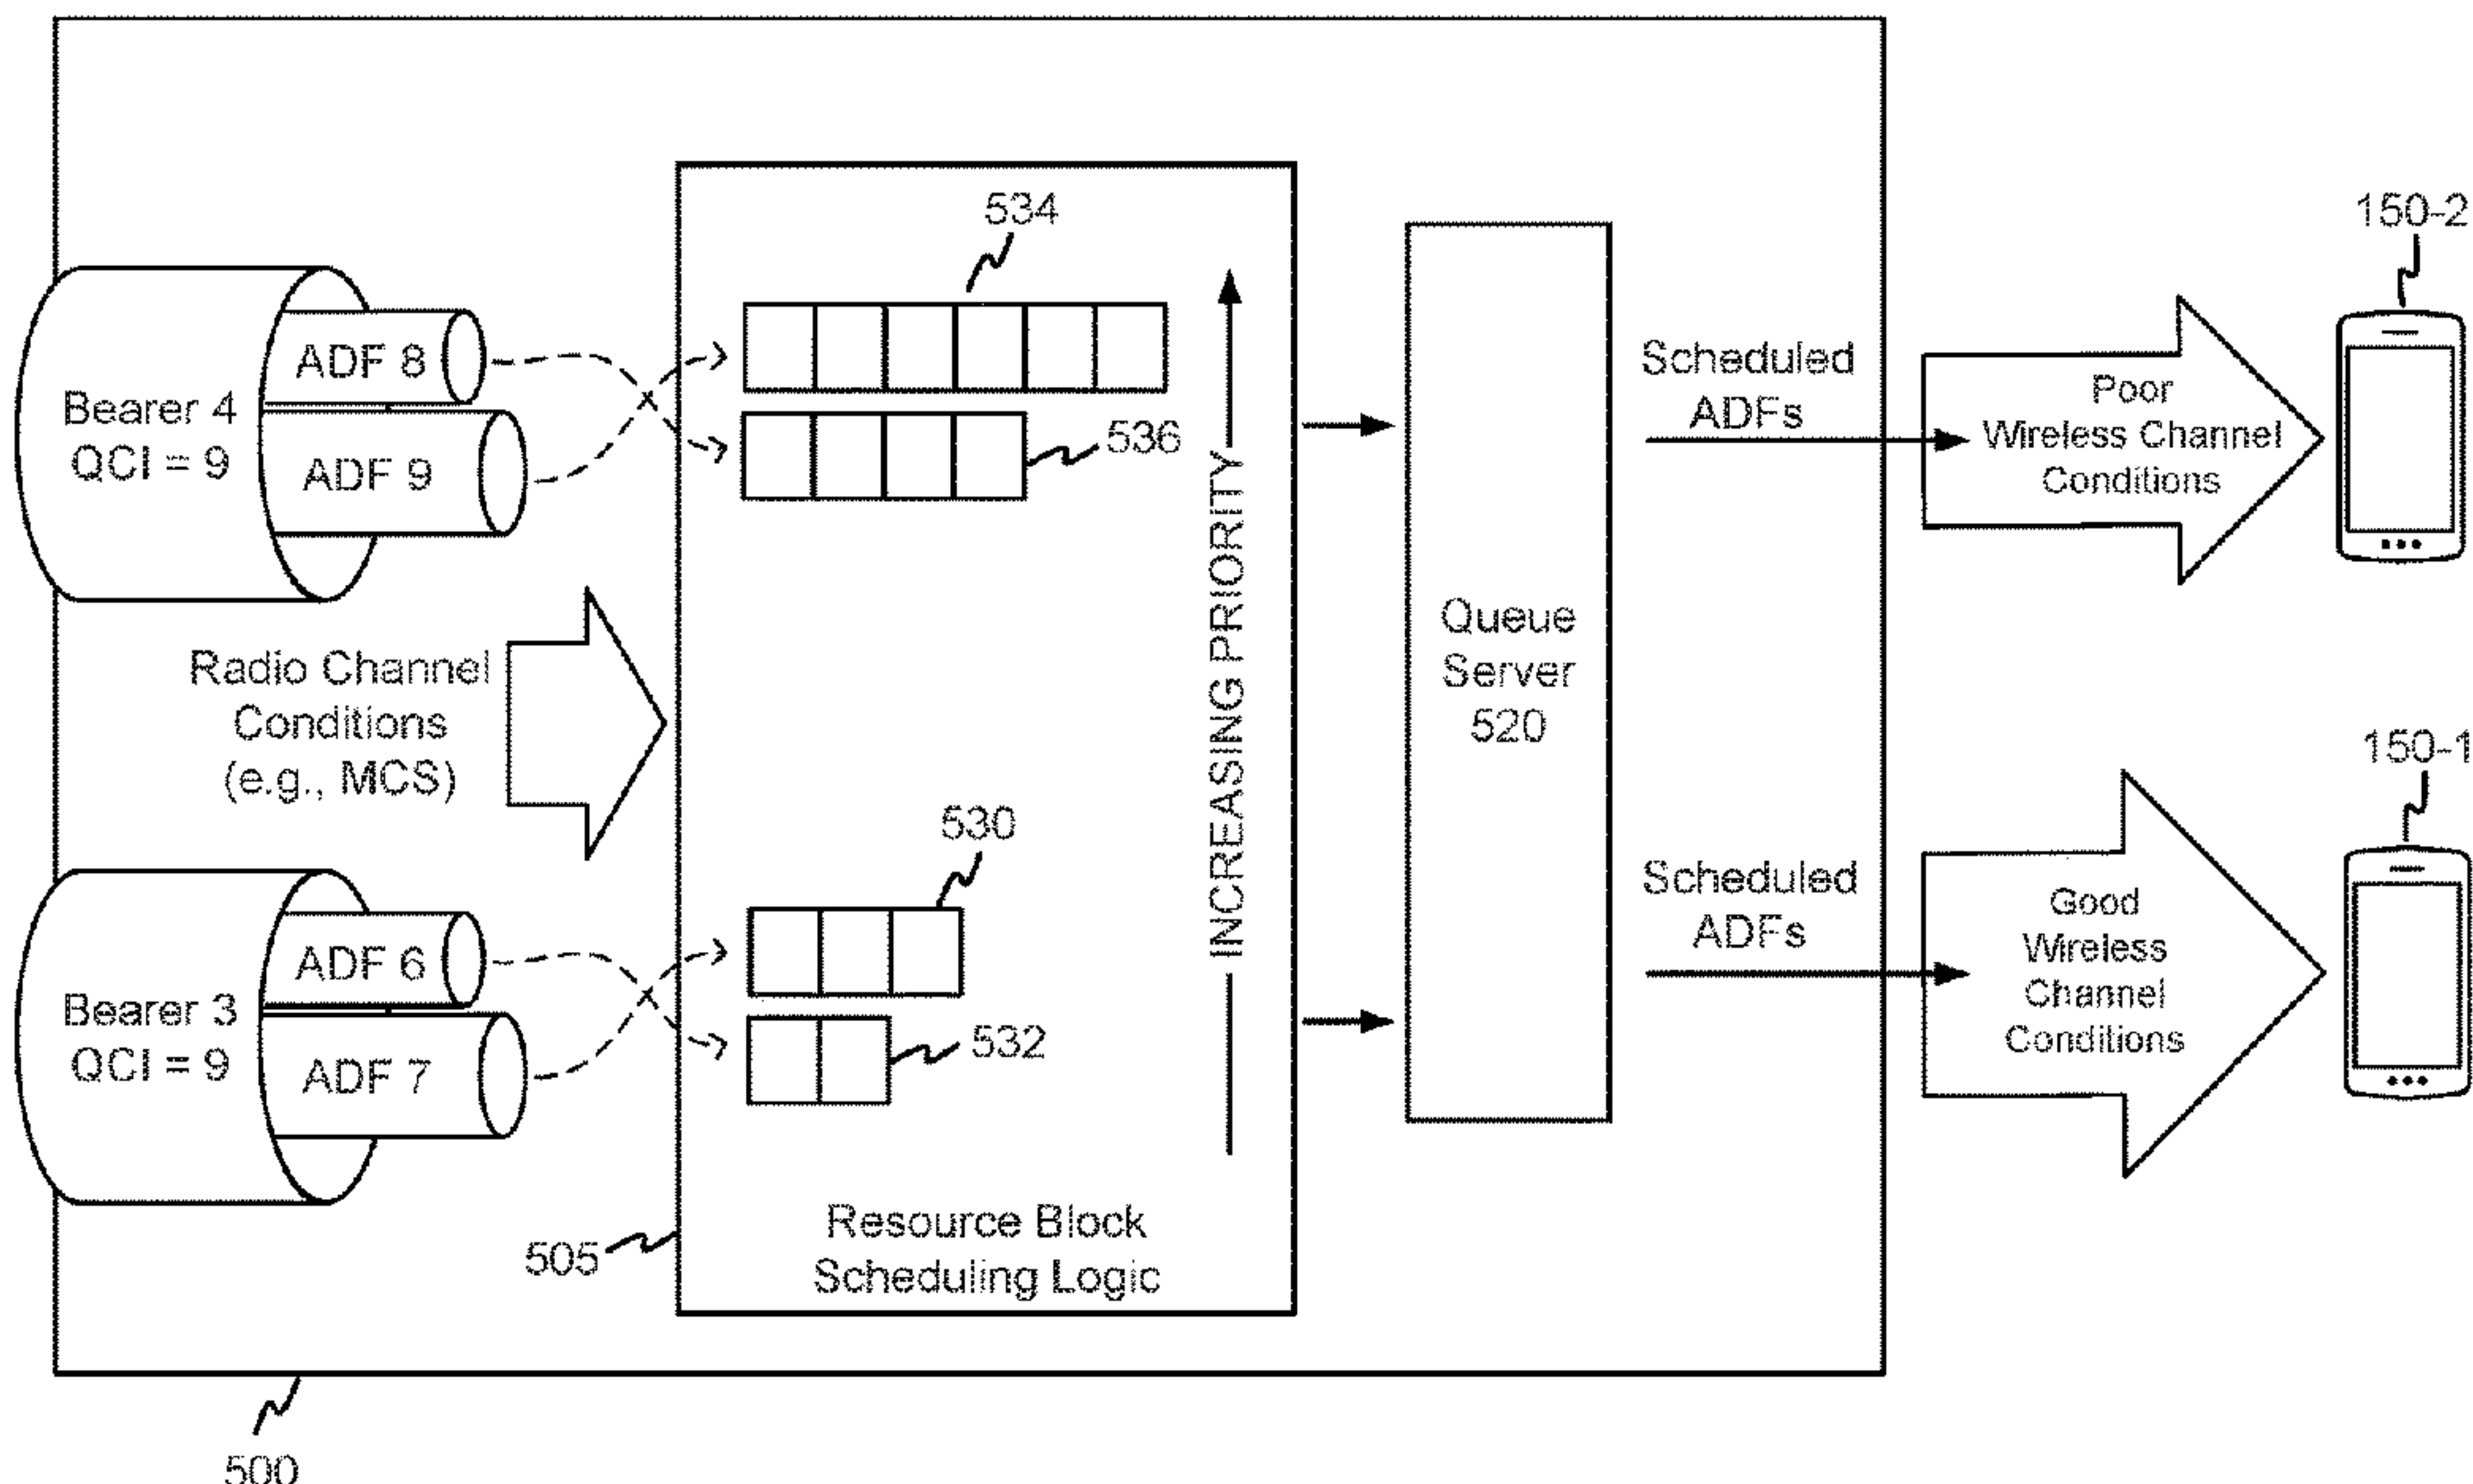 534
150-2
ADF 8
Bearer 4
QCI = 9
ADF 9
536
Scheduled
ADFs
Poor
Wireless Channel
Conditions
INCREASING PRIORITY
Radio Channel
Conditions
(e.g., MCS)
Queue
Server
520
150-1
530
Scheduled
ADFs
Good
Wireless
Channel
Conditions
ADF 6
Bearer 3
QCI = 9
ADF 7
532
505
Resource Block
Scheduling Logic
500